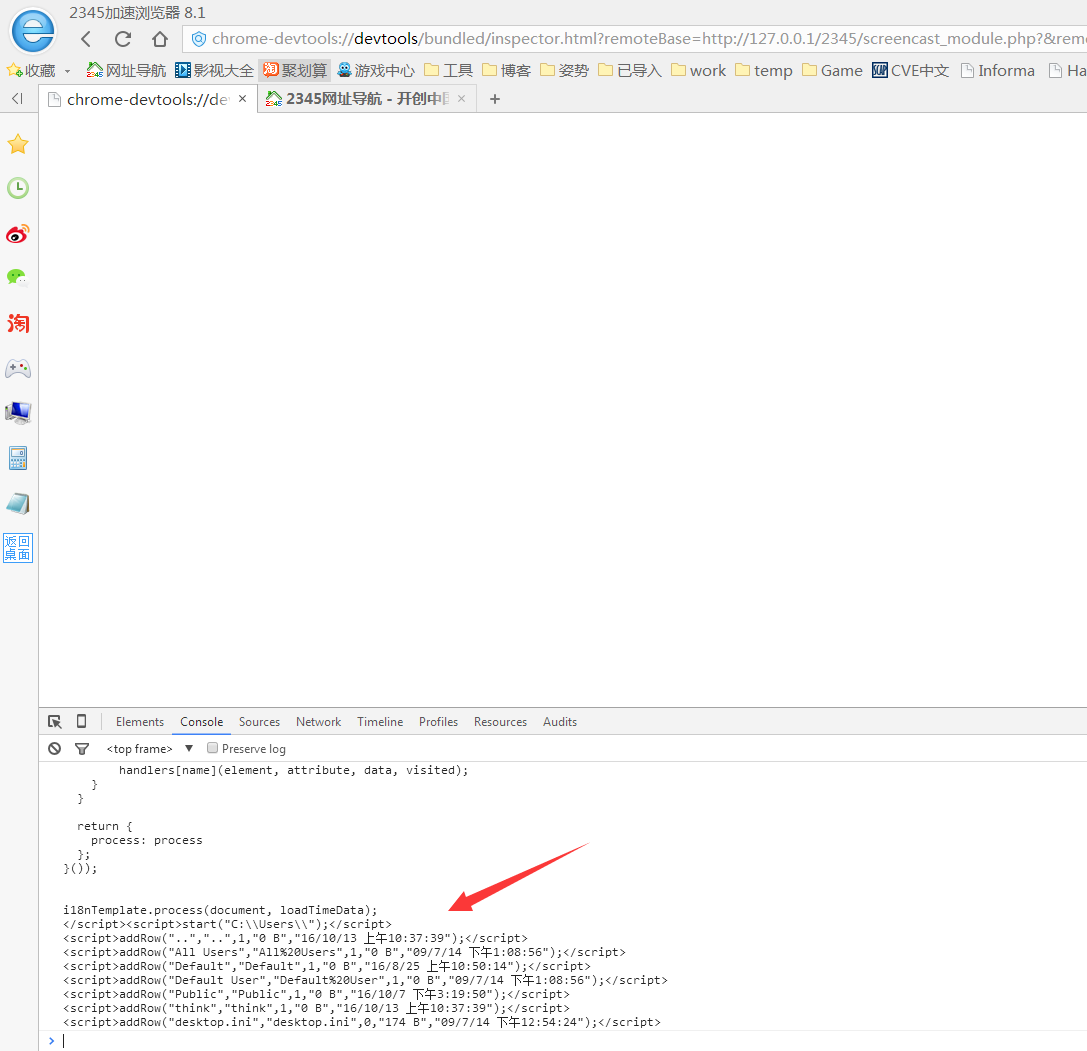 2345加速浏览器 8.1
chrome-devtools://devtools/bundled/inspector.html?remoteBase=http://127.0.0.1/2345/screencast_module.php?&rem
收藏 网址导航 影视大全 聚划算 游戏中心 工具 博客 姿势 已导入 work temp Game CVE中文 Informa Ha
chrome-devtools://de 2345网址导航 - 开创中
淘
返回
桌面
Elements Console Sources Network Timeline Profiles Resources Audits
<top frame> ▼ Preserve log
handlers[name](element, attribute, data, visited);
}
}
return {
process: process
};
}());
i18nTemplate.process(document, loadTimeData);
</script><script>start("C:\\Users\\");</script>
<script>addRow("..","..",1,"0 B","16/10/13 上午10:37:39");</script>
<script>addRow("All Users","All%20Users",1,"0 B","09/7/14 下午1:08:56");</script>
<script>addRow("Default","Default",1,"0 B","16/8/25 上午10:50:14");</script>
<script>addRow("Default User","Default%20User",1,"0 B","09/7/14 下午1:08:56");</script>
<script>addRow("Public","Public",1,"0 B","16/10/7 下午3:19:50");</script>
<script>addRow("think","think",1,"0 B","16/10/13 上午10:37:39");</script>
<script>addRow("desktop.ini","desktop.ini",0,"174 B","09/7/14 下午12:54:24");</script>